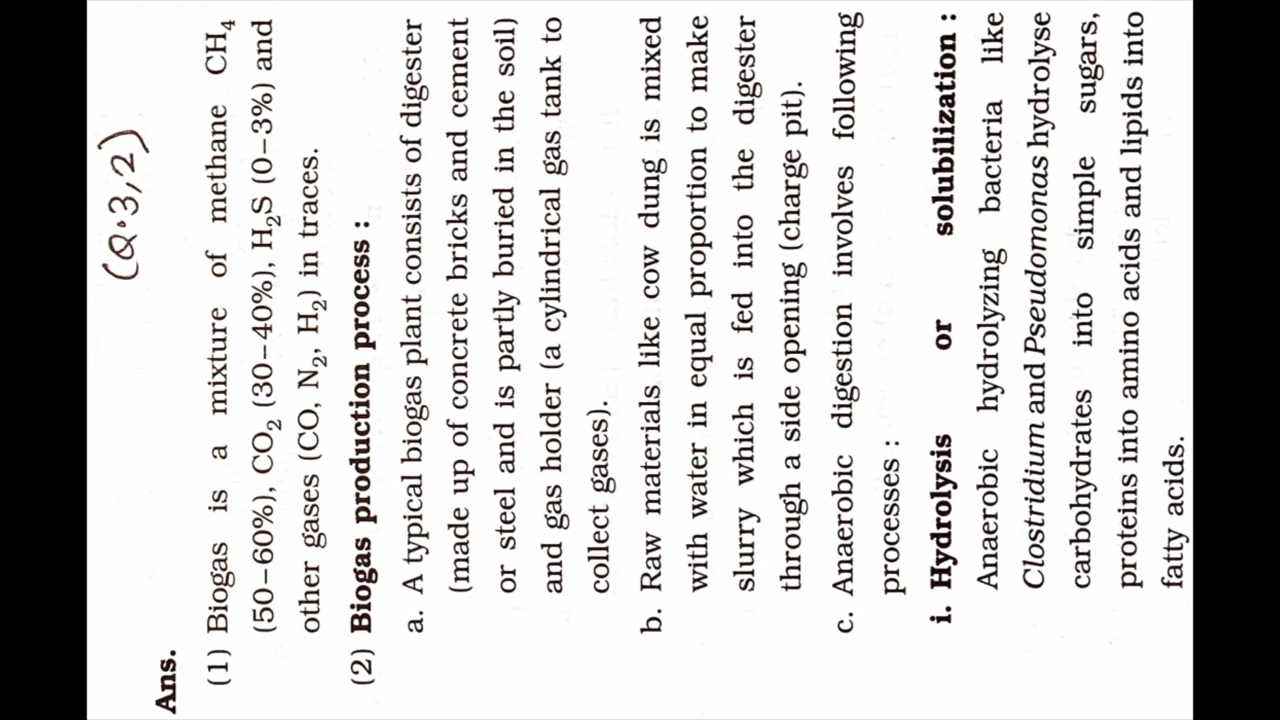 (Q.3,2)
Ans.
(1) Biogas is a mixture of methane CH₄
(50–60%), CO₂ (30–40%), H₂S (0–3%) and
other gases (CO, N₂, H₂) in traces.
(2) Biogas production process :
a. A typical biogas plant consists of digester
(made up of concrete bricks and cement
or steel and is partly buried in the soil)
and gas holder (a cylindrical gas tank to
collect gases).
b. Raw materials like cow dung is mixed
with water in equal proportion to make
slurry which is fed into the digester
through a side opening (charge pit).
c. Anaerobic digestion involves following
processes :
i. Hydrolysis or solubilization :
Anaerobic hydrolyzing bacteria like
Clostridium and Pseudomonas hydrolyse
carbohydrates into simple sugars,
proteins into amino acids and lipids into
fatty acids.